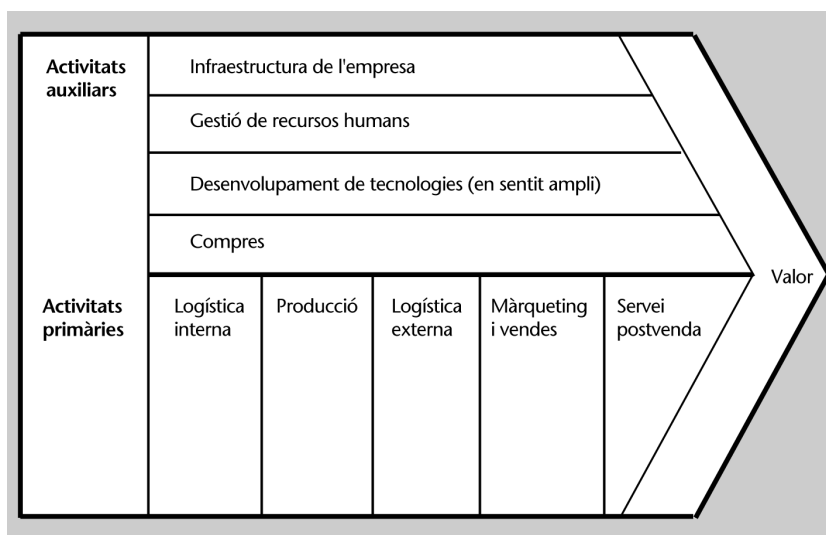 Activitats
auxiliars
Infraestructura de l'empresa
Gestió de recursos humans
Desenvolupament de tecnologies (en sentit ampli)
Compres
Valor
Activitats
primàries
Logística
interna
Producció
Logística
externa
Màrqueting
i vendes
Servei
postvenda